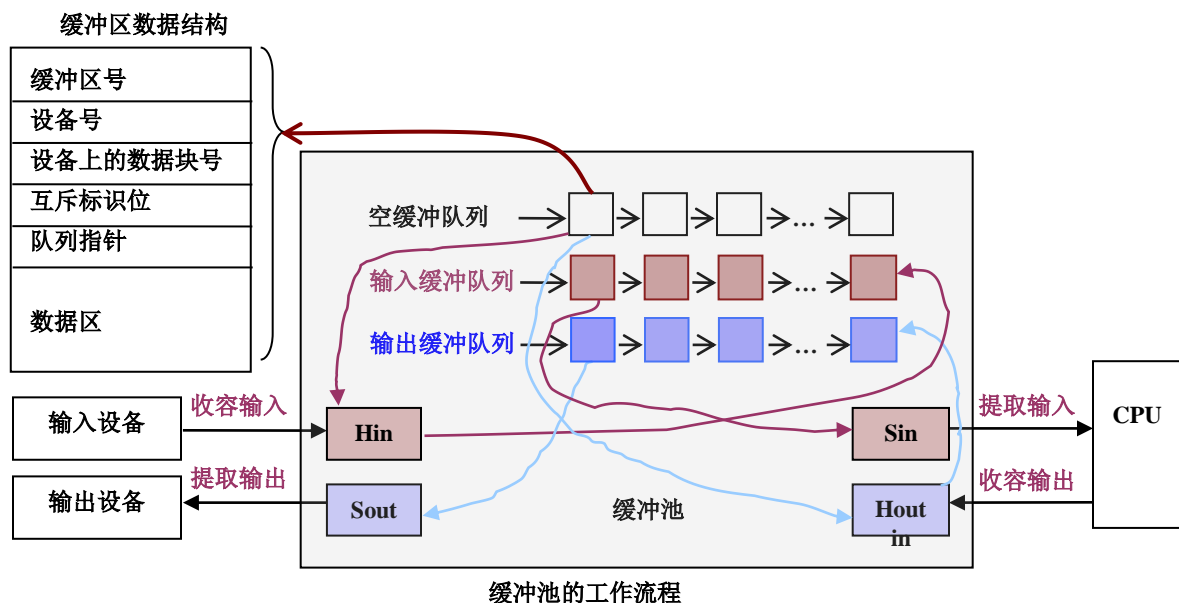 缓冲区数据结构
缓冲区号
设备号
设备上的数据块号
互斥标识位
队列指针
数据区
空缓冲队列
...
输入缓冲队列
...
输出缓冲队列
...
输入设备
收容输入
Hin
Sin
提取输入
CPU
输出设备
提取输出
Sout
缓冲池
Hout
in
收容输出
缓冲池的工作流程